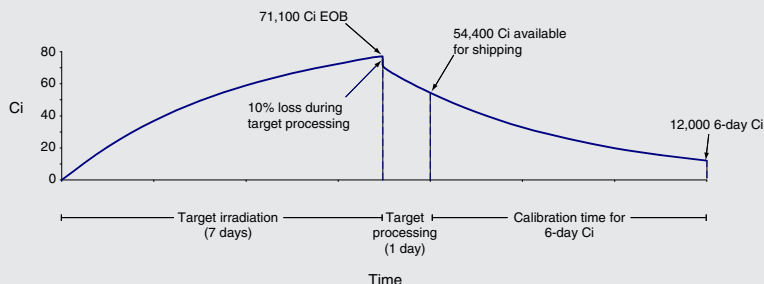 71,100 Ci EOB
54,400 Ci available
for shipping
80
60
Ci
40
20
0
10% loss during
target processing
12,000 6-day Ci
Target irradiation
(7 days)
Target
processing
(1 day)
Calibration time for
6-day Ci
Time